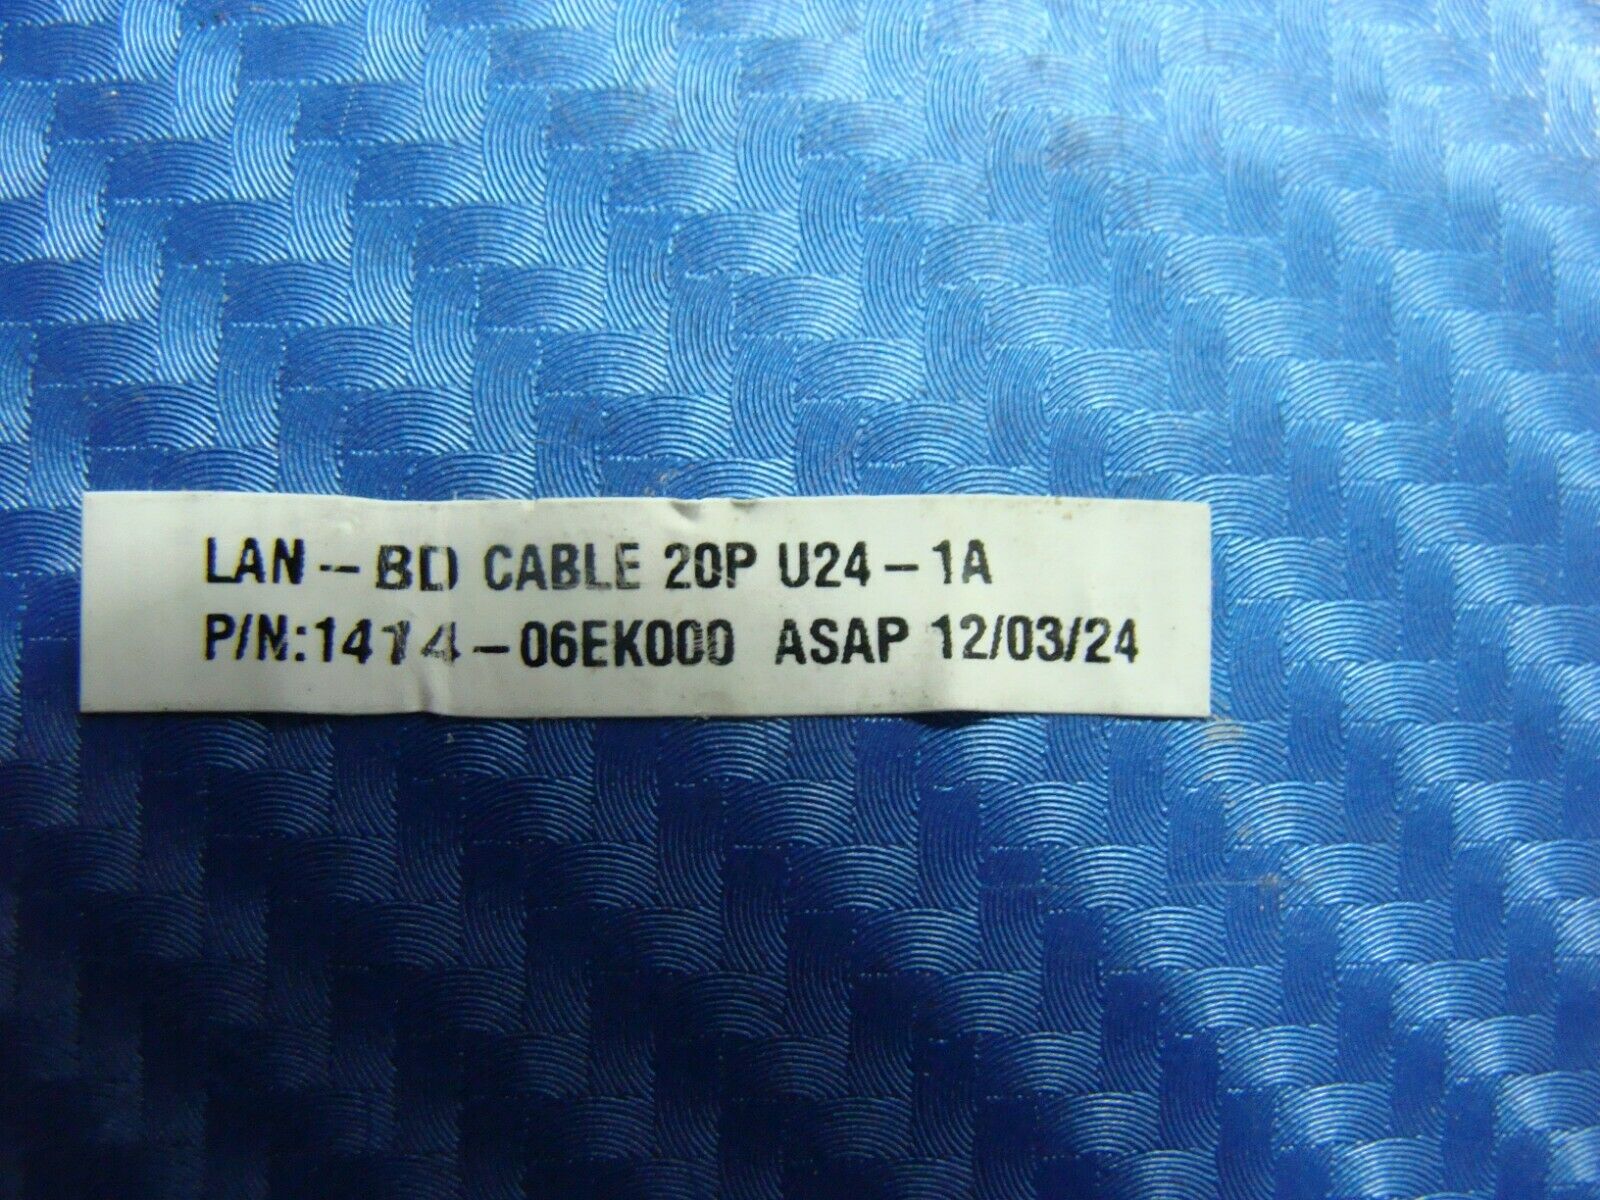 LAN-BD CABLE 20P U24-1A
P/N:1414-06EK000 ASAP 12/03/24